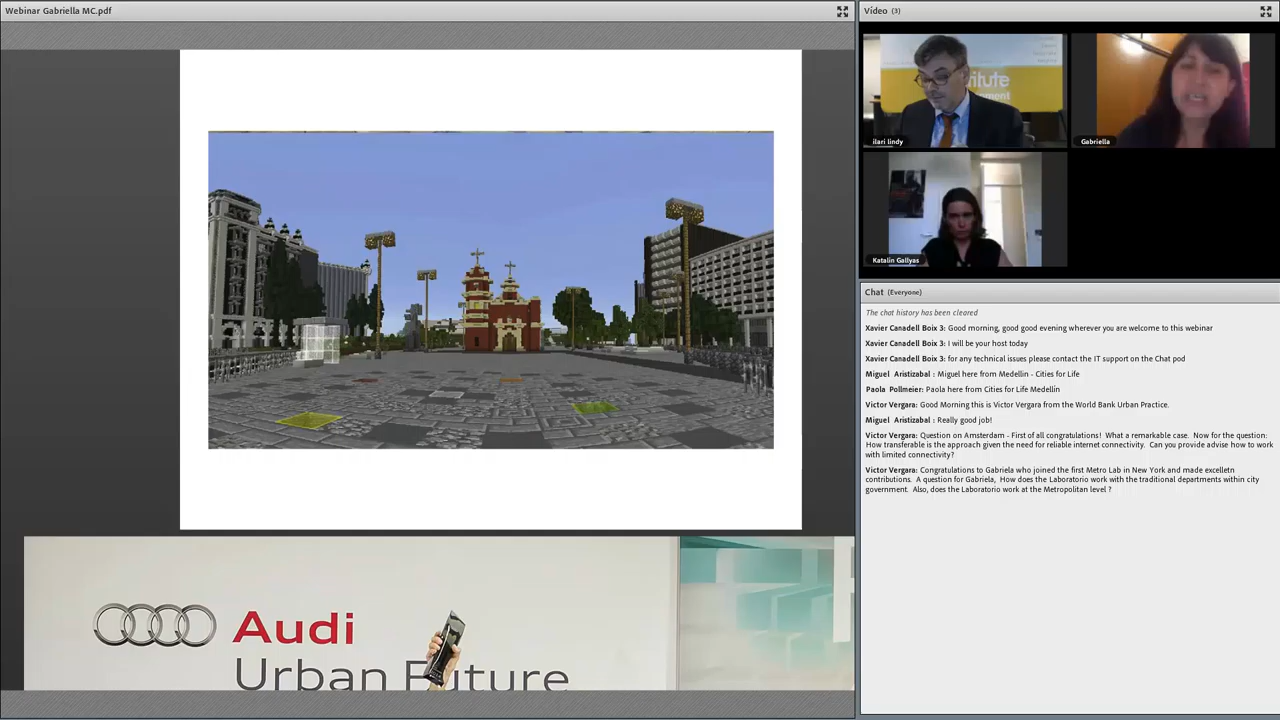 Webinar Gabriella MC.pdf
Audi
Urban Future
Vídeo (3)
stitute
ilari lindy
Gabriella
Katalin Gallyas
Chat (Everyone)
The chat history has been cleared
Xavier Canadell Boix 3: Good morning, good good evening wherever you are welcome to this webinar
Xavier Canadell Boix 3: I will be your host today
Xavier Canadell Boix 3: for any technical issues please contact the IT support on the Chat pod
Miguel Aristizabal : Miguel here from Medellin - Cities for Life
Paola Pollmeier: Paola here from Cities for Life Medellín
Victor Vergara: Good Morning this is Victor Vergara from the World Bank Urban Practice.
Miguel Aristizabal : Really good job!
Victor Vergara: Question on Amsterdam - First of all congratulations! What a remarkable case. Now for the question:
How transferable is the approach given the need for reliable internet connectivity. Can you provide advise how to work
with limited connectivity?
Victor Vergara: Congratulations to Gabriela who joined the first Metro Lab in New York and made excelletn
contributions. A question for Gabriela, How does the Laboratorio work with the traditional departments within city
government. Also, does the Laboratorio work at the Metropolitan level ?